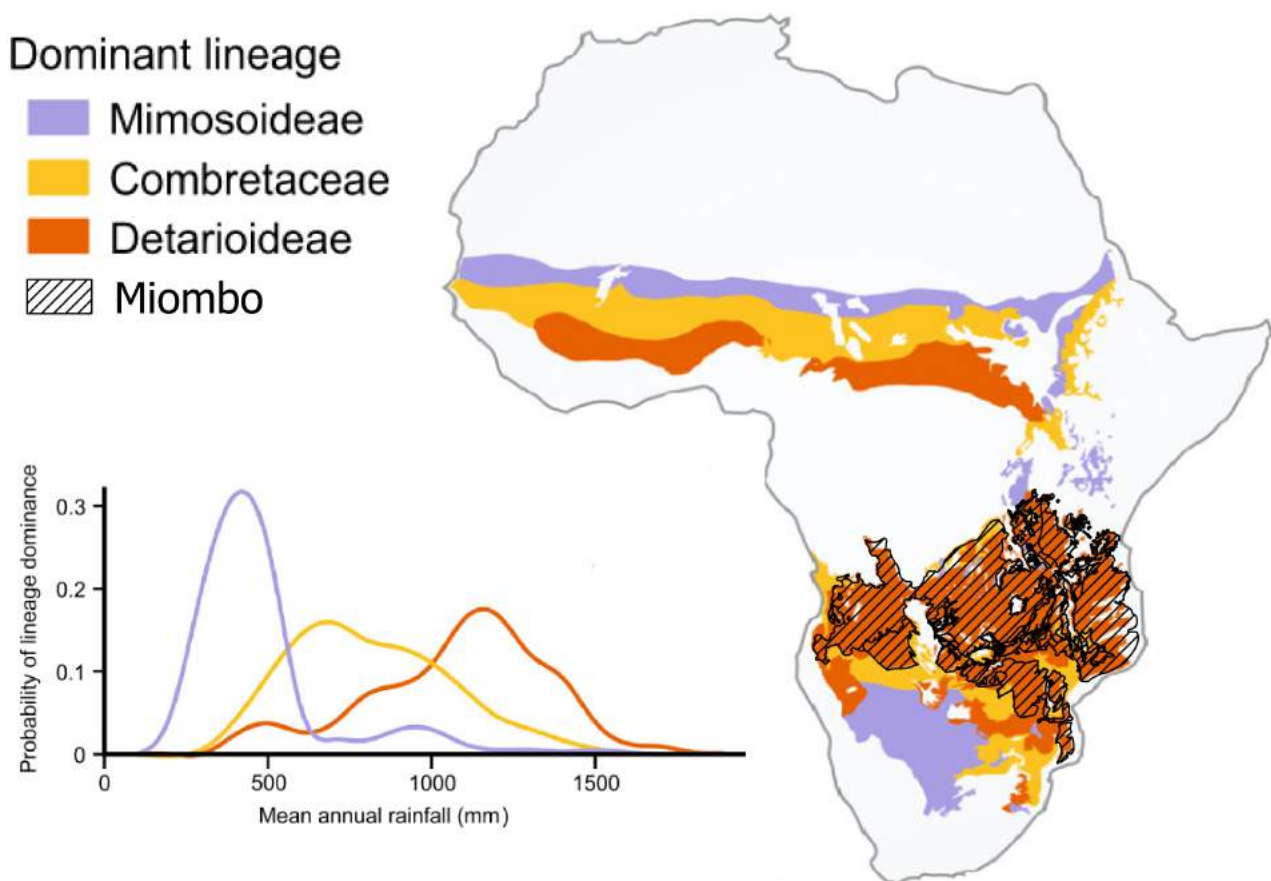 Dominant lineage
Mimosoideae
Combretaceae
Detarioideae
Miombo
Probability of lineage dominance
0.3
0.2
0.1
0
0
500
1000
1500
Mean annual rainfall (mm)